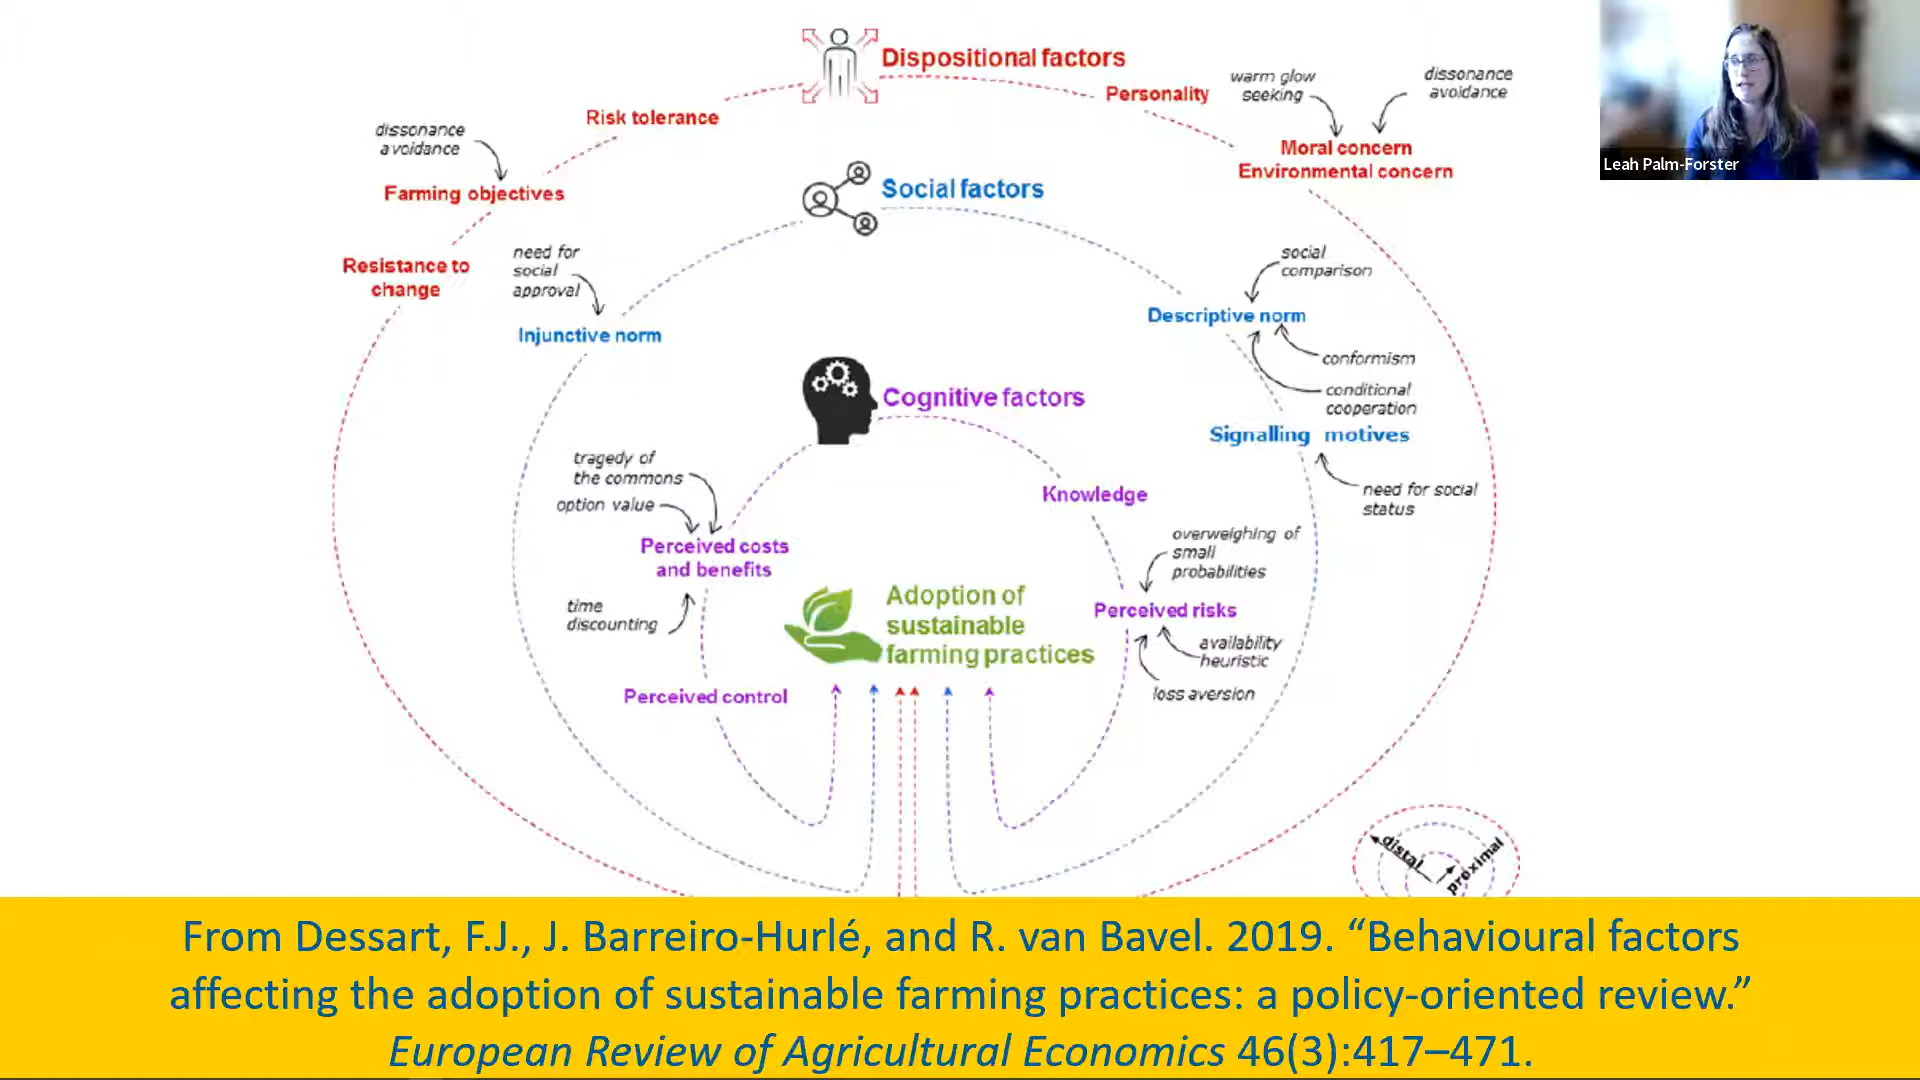 Dispositional factors
Personality
warm glow
seeking
dissonance
avoidance
Moral concern
Environmental concern
Risk tolerance
dissonance
avoidance
Farming objectives
Resistance to
change
Leah Palm-Forster
Social factors
need for
social
approval
Injunctive norm
social
comparison
Descriptive norm
conformism
conditional
cooperation
Signalling motives
need for social
status
Cognitive factors
tragedy of
the commons
option value
Perceived costs
and benefits
time
discounting
Perceived control
Knowledge
overweighing of
small
probabilities
Perceived risks
availability
heuristic
loss aversion
Adoption of
sustainable
farming practices
distal
proximal
From Dessart, F.J., J. Barreiro-Hurlé, and R. van Bavel. 2019. “Behavioural factors
affecting the adoption of sustainable farming practices: a policy-oriented review.”
European Review of Agricultural Economics 46(3):417–471.